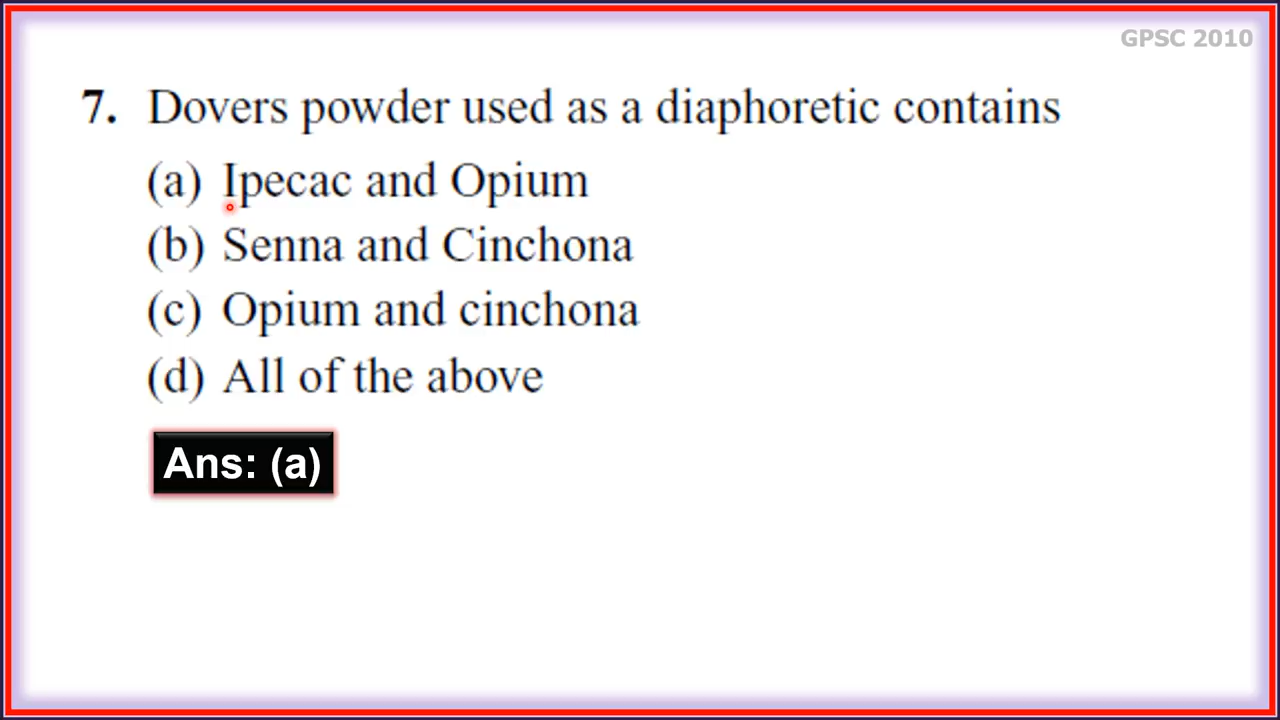 GPSC 2010
7. Dovers powder used as a diaphoretic contains
(a) Ipecac and Opium
(b) Senna and Cinchona
(c) Opium and cinchona
(d) All of the above
Ans: (a)